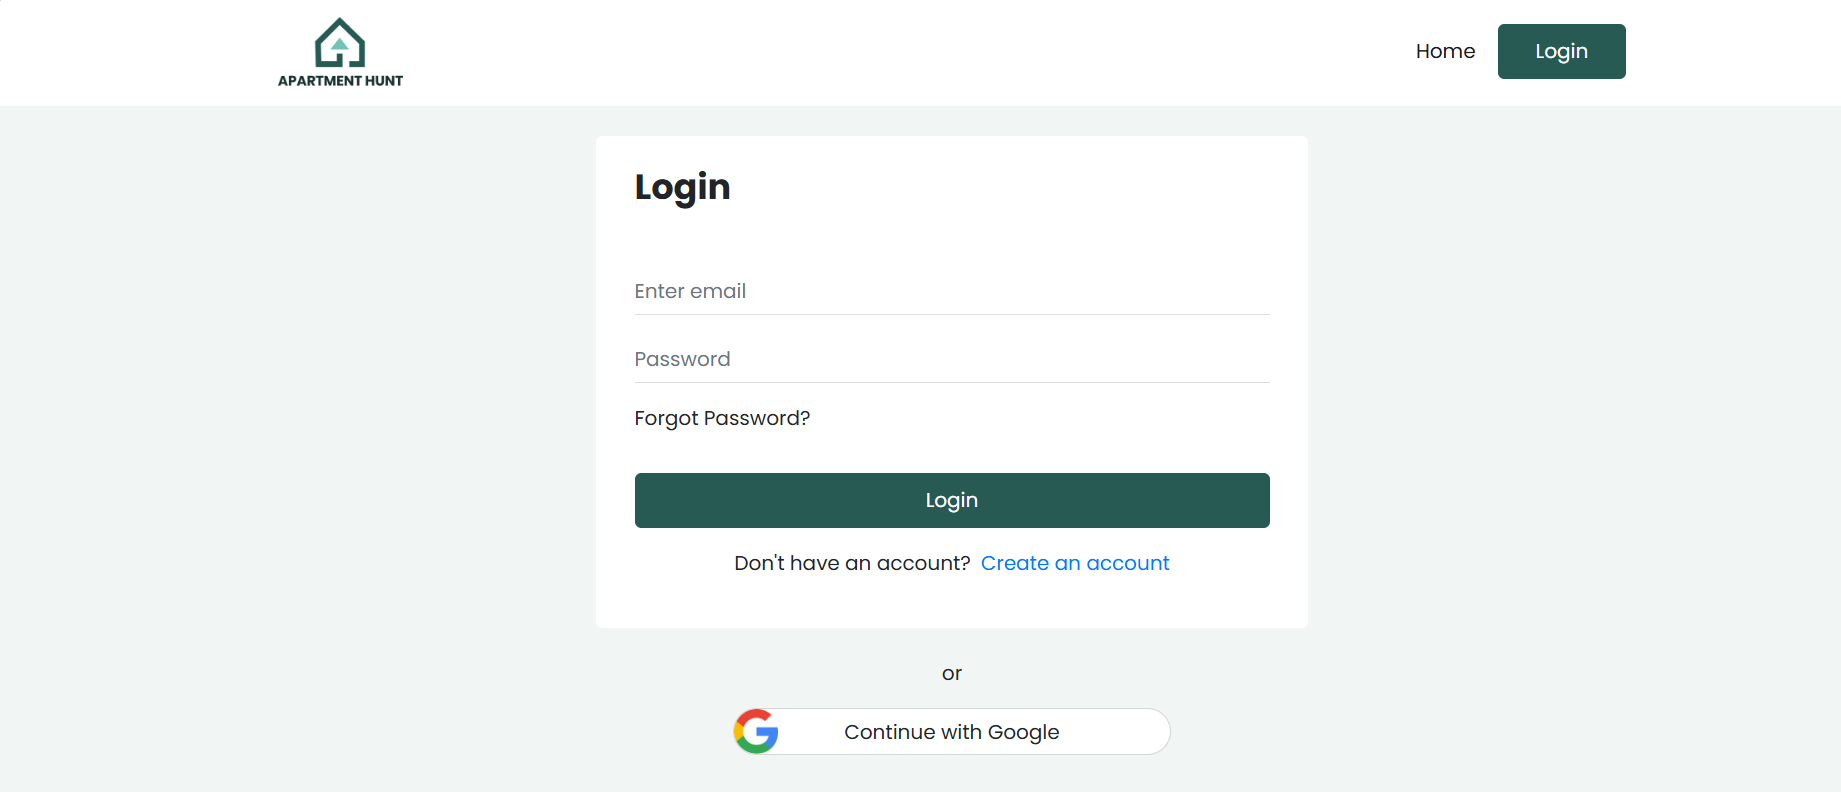 APARTMENT HUNT
Home
Login
Login
Enter email
Password
Forgot Password?
Login
Don't have an account? Create an account
or
Continue with Google